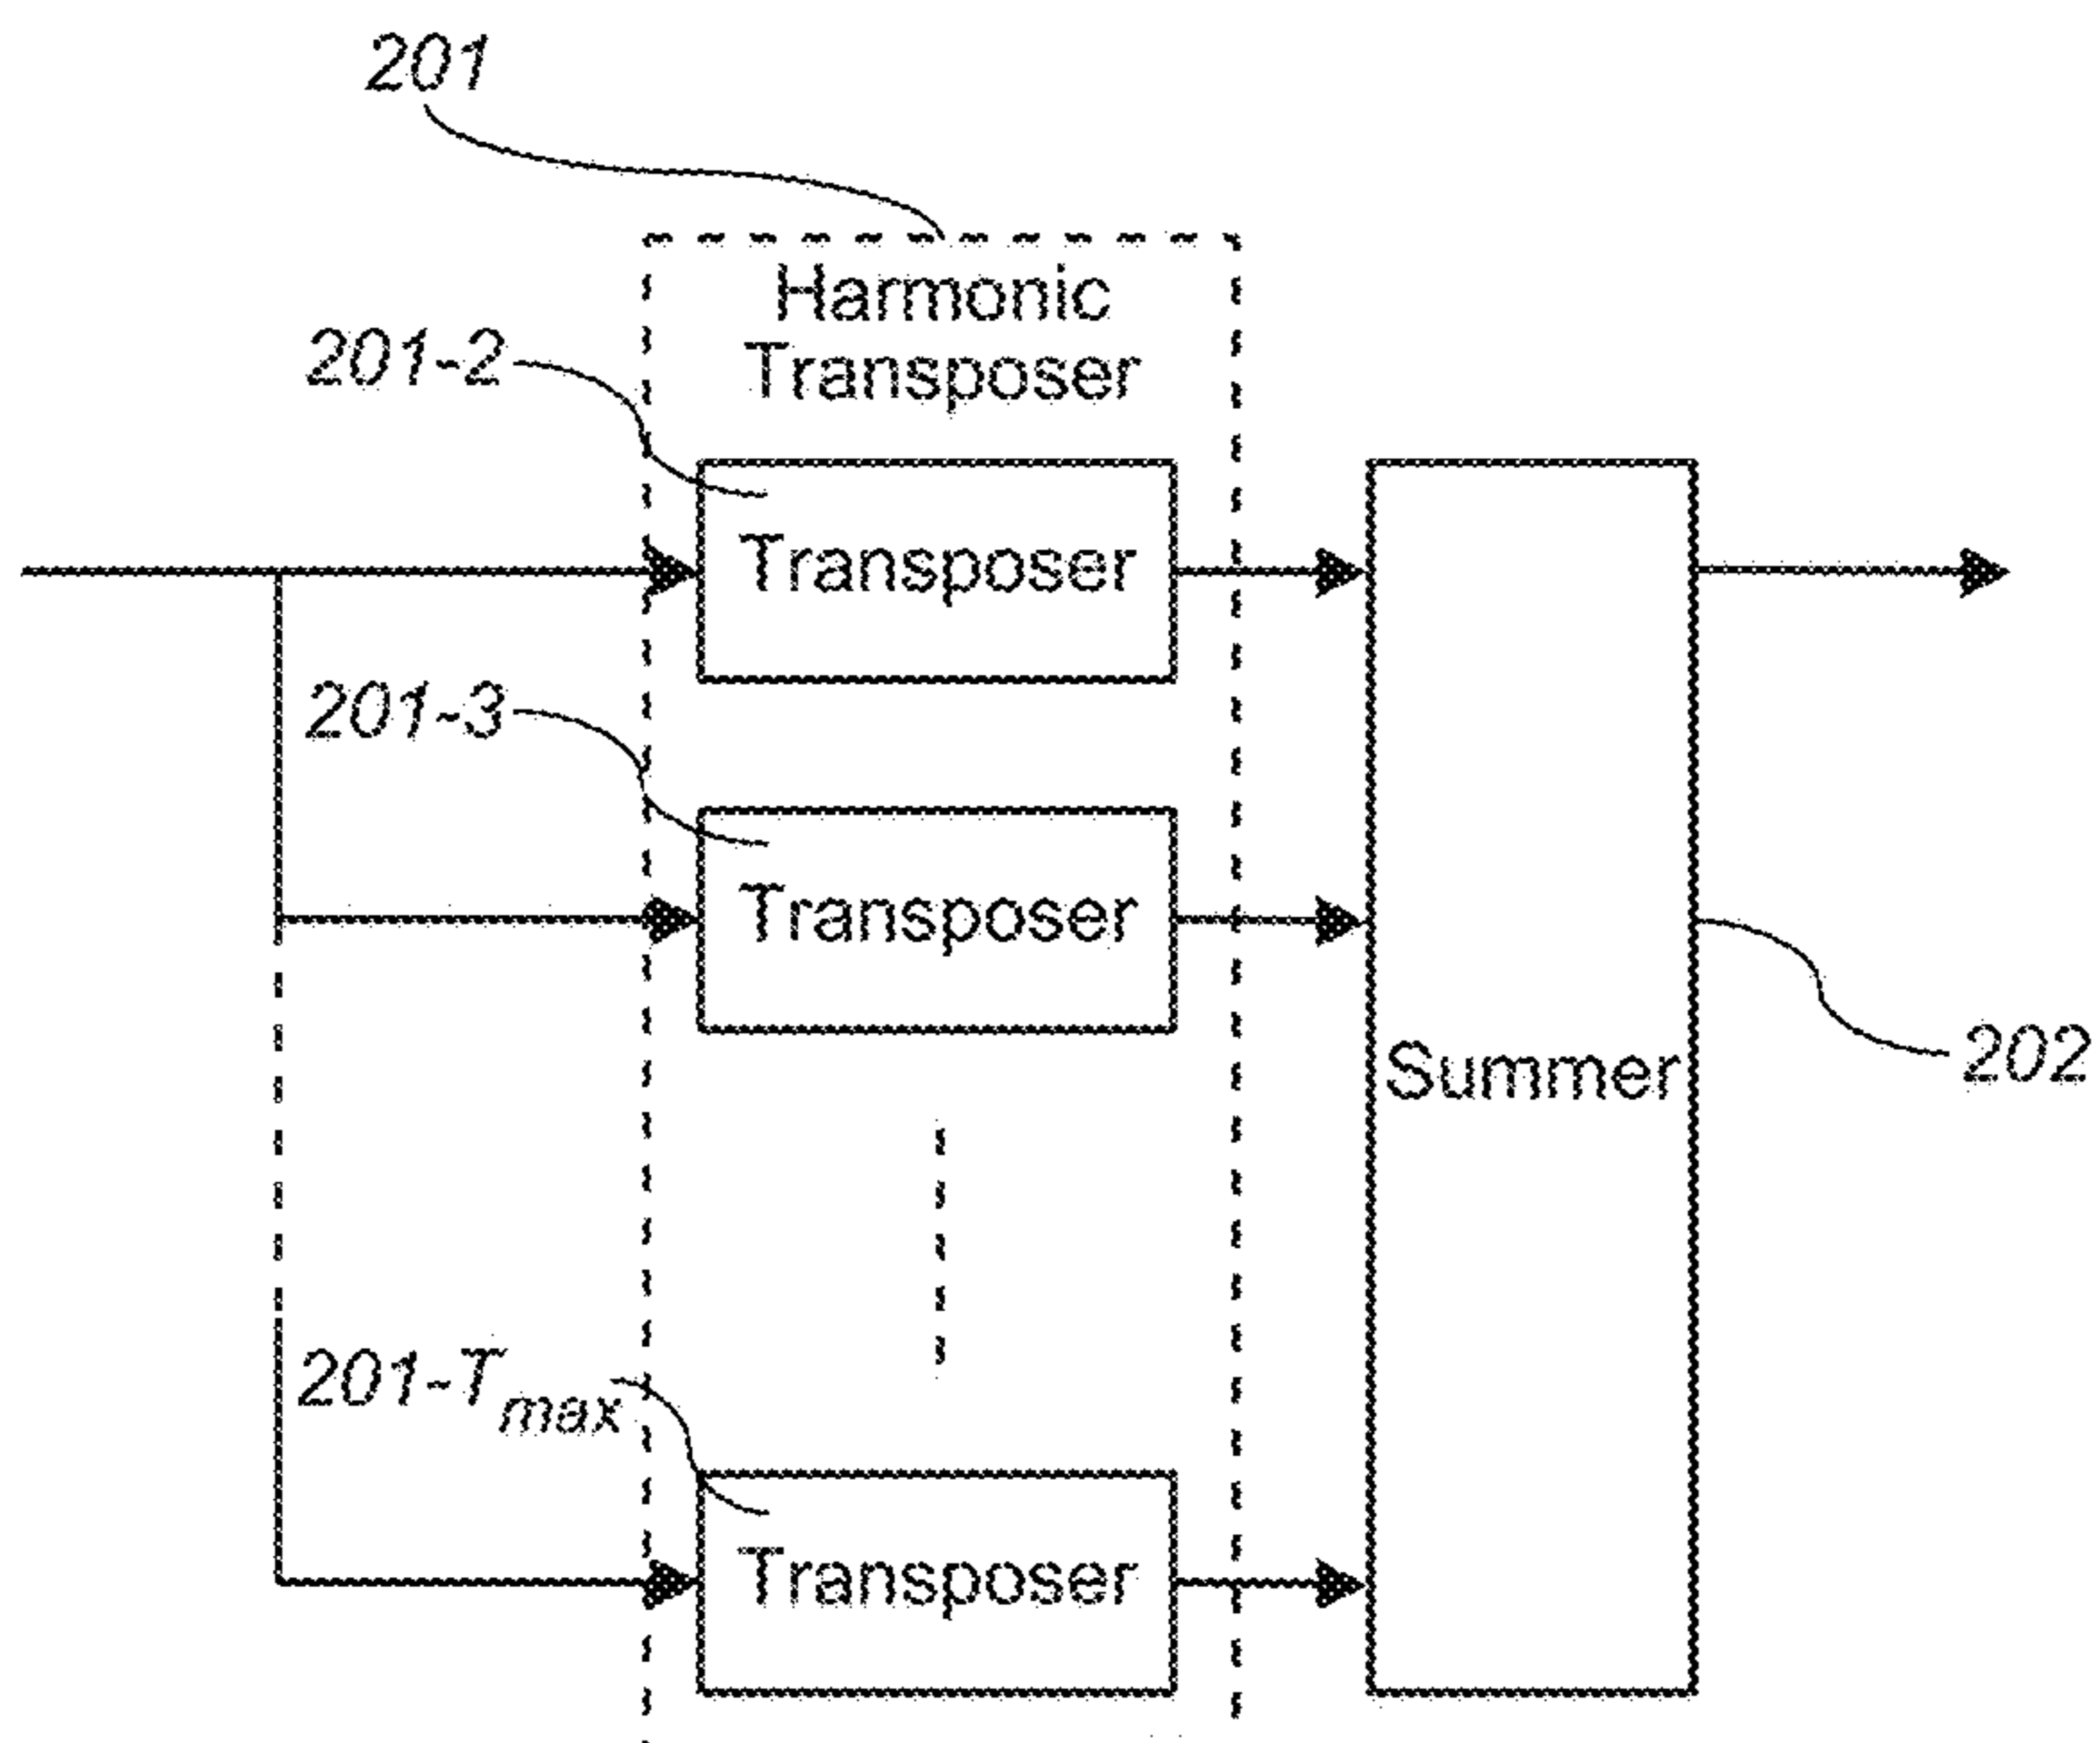 201
Harmonic
Transposer
201-2
Transposer
201-3
Transposer
Summer
202
201-Tmax
Transposer